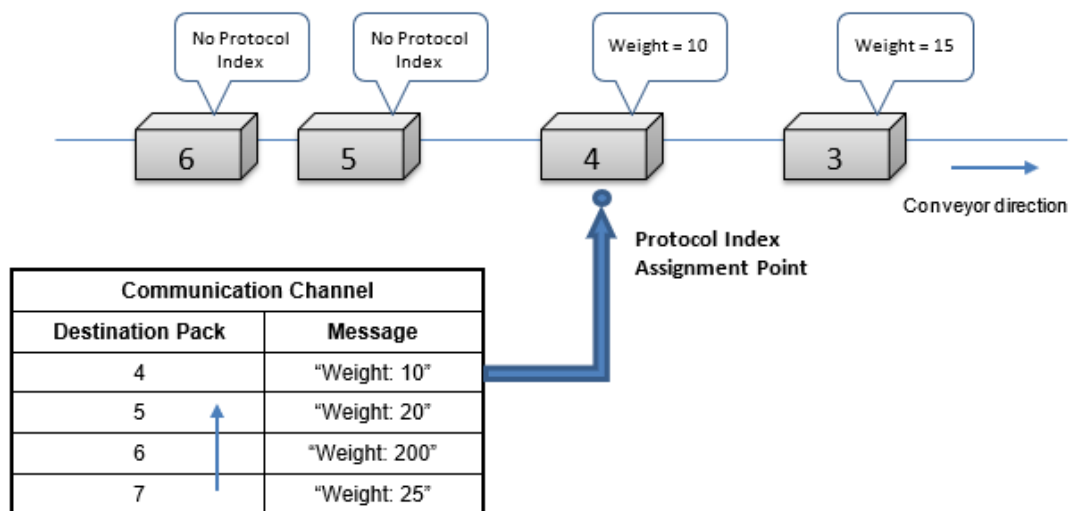 No Protocol
Index
No Protocol
Index
Weight = 10
Weight = 15
6
5
4
3
Conveyor direction
Protocol Index
Assignment Point
Communication Channel
Destination Pack Message
4 “Weight: 10”
5 “Weight: 20”
6 “Weight: 200”
7 “Weight: 25”